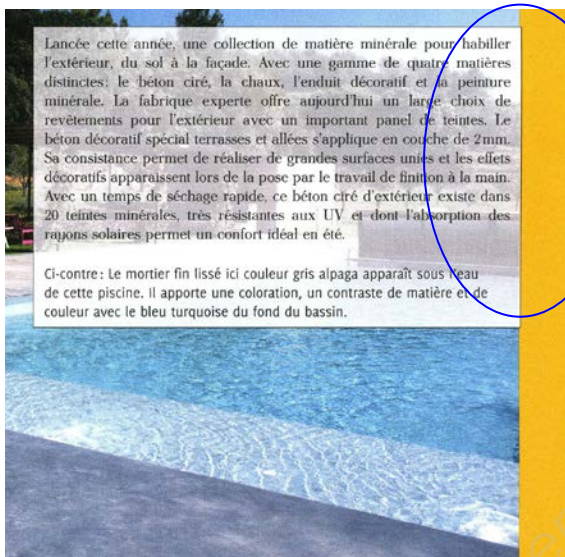 Lancée cette année, une collection de matière minérale pour habiller
l'extérieur, du sol à la façade. Avec une gamme de quatre matières
distinctes: le béton ciré, la chaux, l'enduit décoratif et la peinture
minérale. La fabrique experte offre aujourd'hui un large choix de
revêtements pour l'extérieur avec un important panel de teintes. Le
béton décoratif spécial terrasses et allées s'applique en couche de 2 mm.
Sa consistance permet de réaliser de grandes surfaces unies et les effets
décoratifs apparaissent lors de la pose par le travail de finition à la main.
Avec un temps de séchage rapide, ce béton ciré d'extérieur existe dans
20 teintes minérales, très résistantes aux UV et dont l'absorption des
rayons solaires permet un confort idéal en été.
Ci-contre: Le mortier fin lissé ici couleur gris alpaga apparaît sous l'eau
de cette piscine. Il apporte une coloration, un contraste de matière et de
couleur avec le bleu turquoise du fond du bassin.